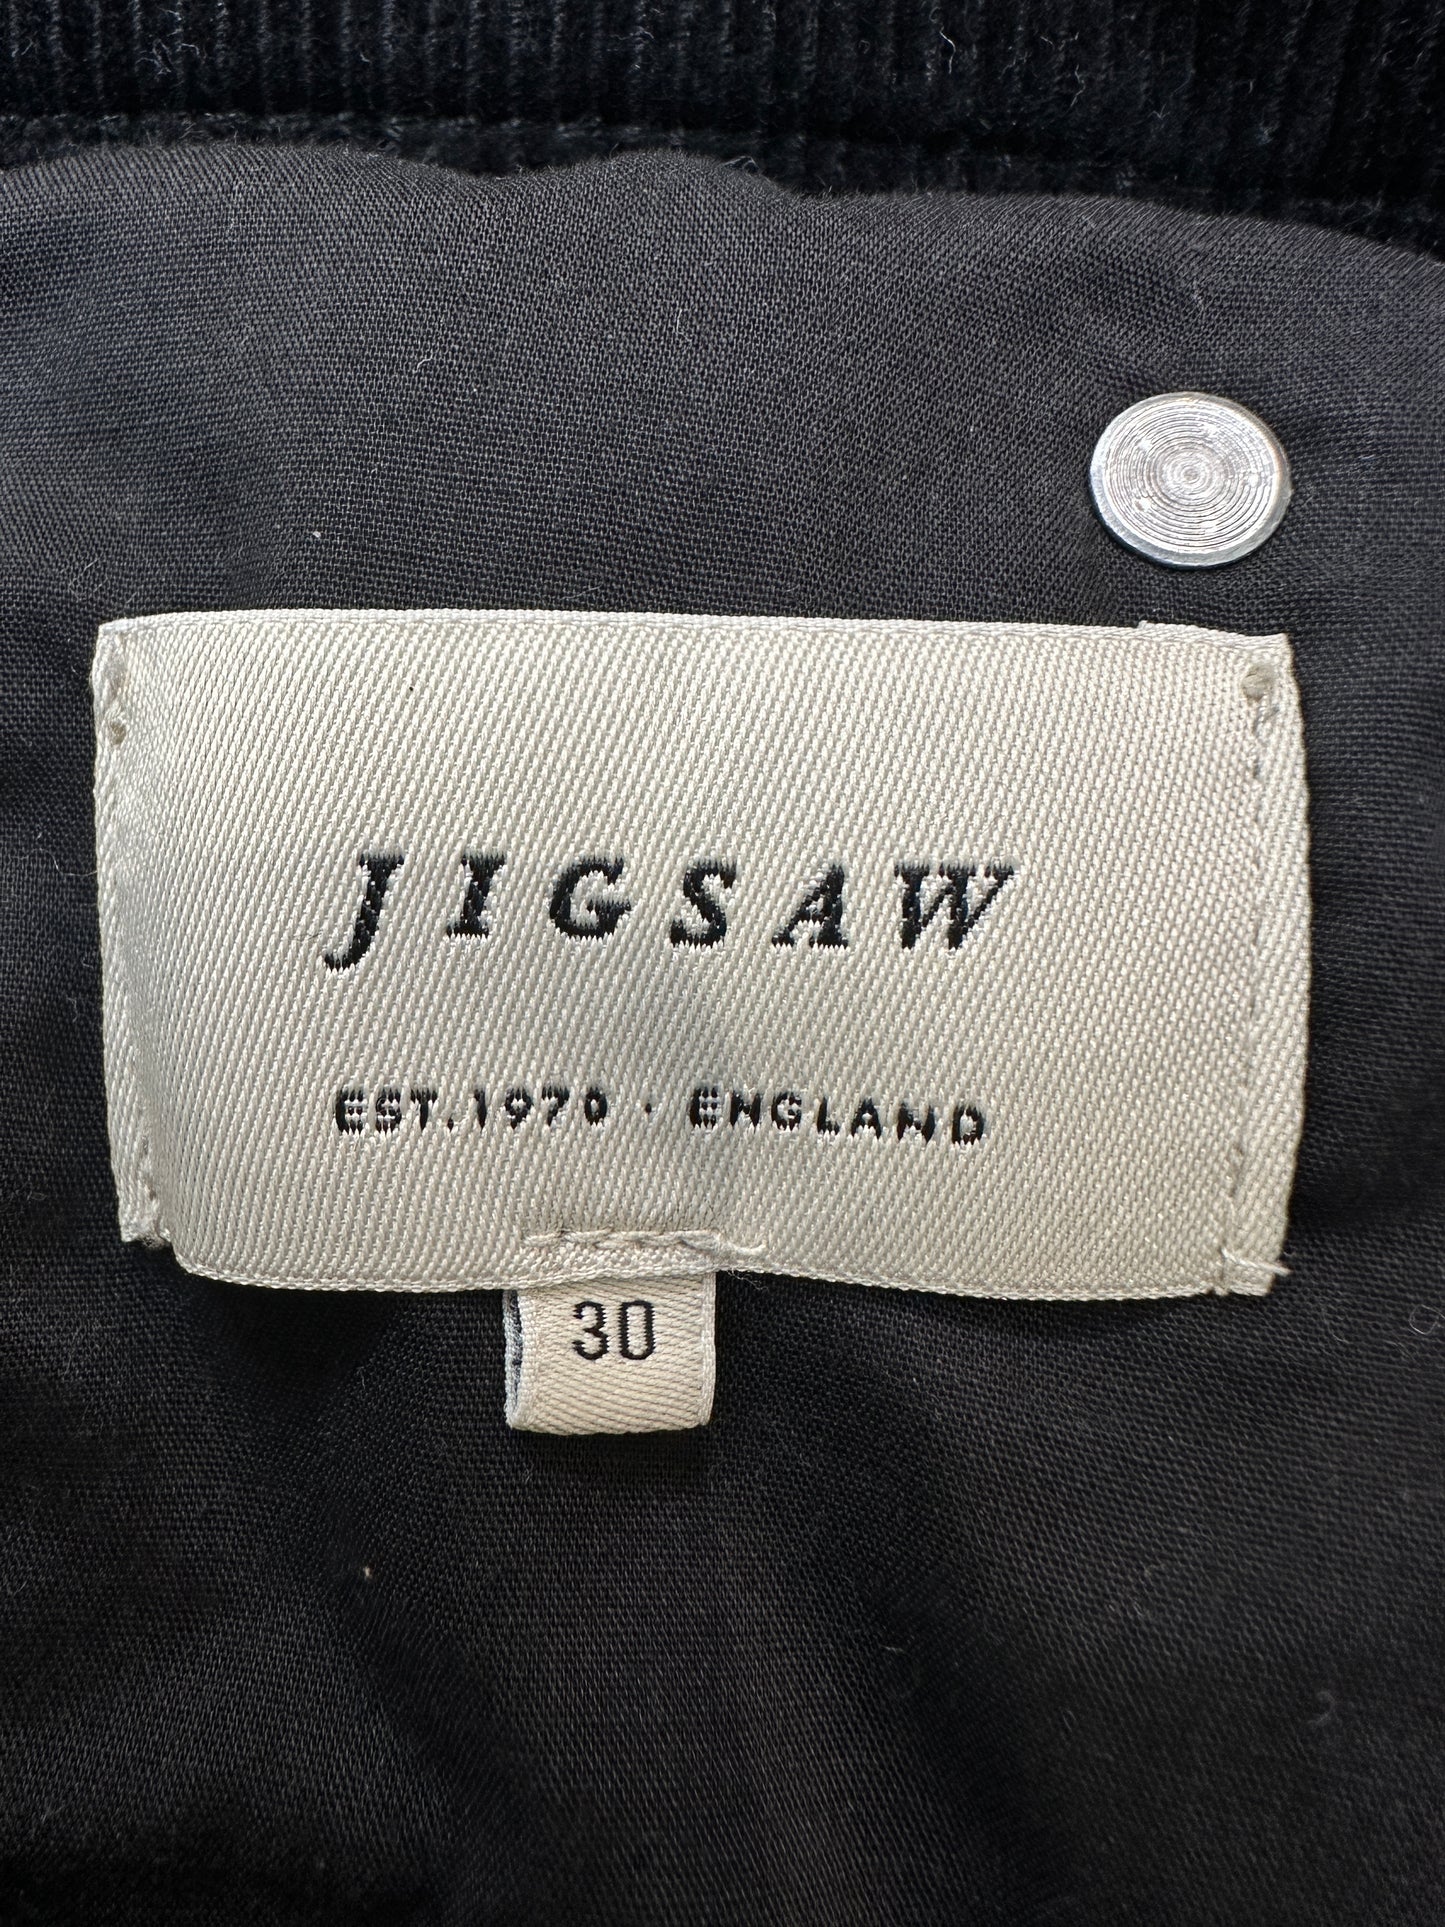 JIGSAW
EST.1970 · ENGLAND
30